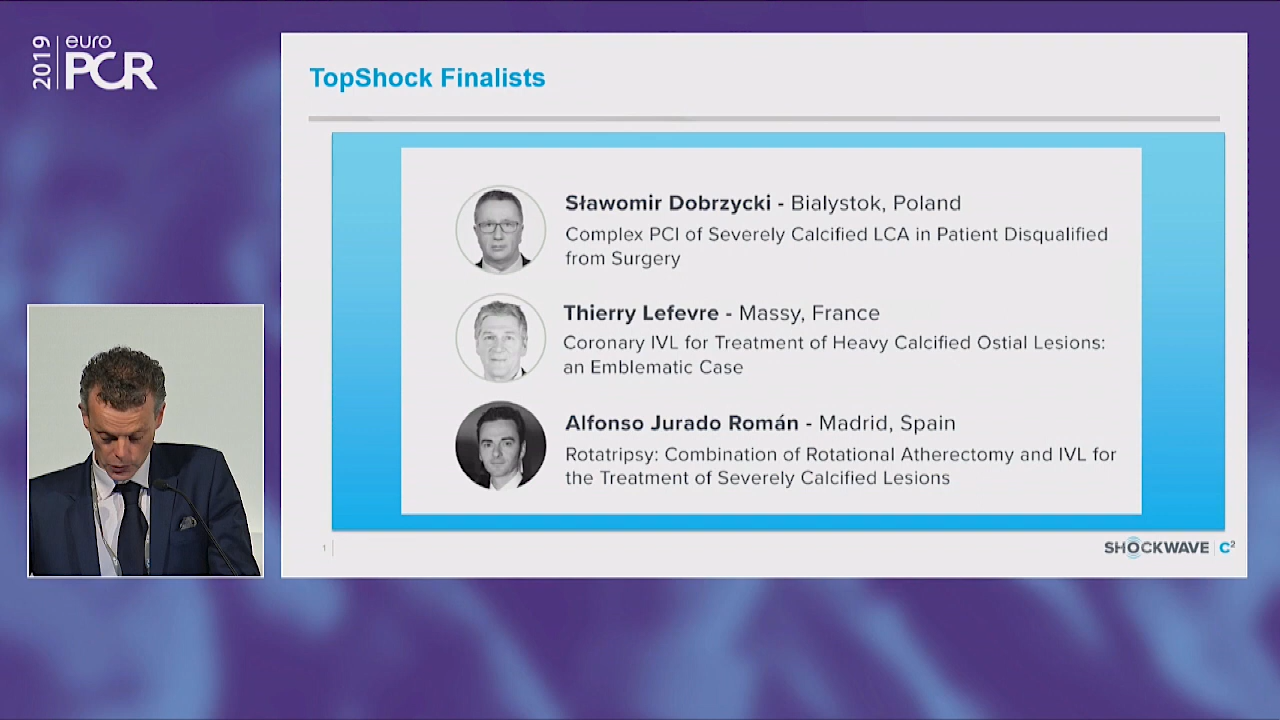 2019
euro
PCR
TopShock Finalists
Sławomir Dobrzycki - Bialystok, Poland
Complex PCI of Severely Calcified LCA in Patient Disqualified
from Surgery
Thierry Lefevre - Massy, France
Coronary IVL for Treatment of Heavy Calcified Ostial Lesions:
an Emblematic Case
Alfonso Jurado Román - Madrid, Spain
Rotatripsy: Combination of Rotational Atherectomy and IVL for
the Treatment of Severely Calcified Lesions
1
SHOCKWAVE C²